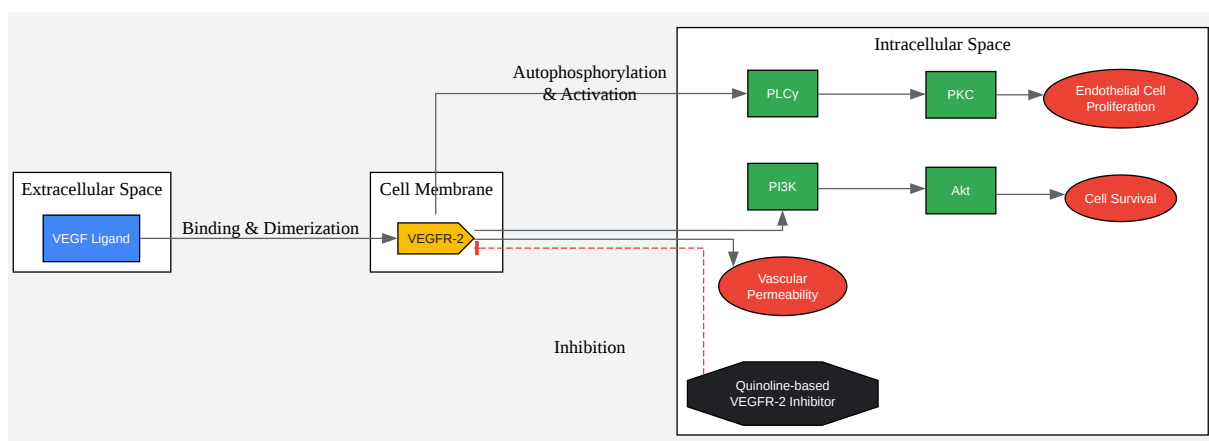 Intracellular Space
Autophosphorylation
& Activation
PLCγ
PKC
Endothelial Cell
Proliferation
Extracellular Space
Cell Membrane
PI3K
Akt
Cell Survival
VEGF Ligand
Binding & Dimerization
VEGFR-2
Vascular
Permeability
Inhibition
Quinoline-based
VEGFR-2 Inhibitor